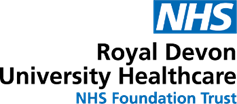 NHS
Royal Devon
University Healthcare
NHS Foundation Trust